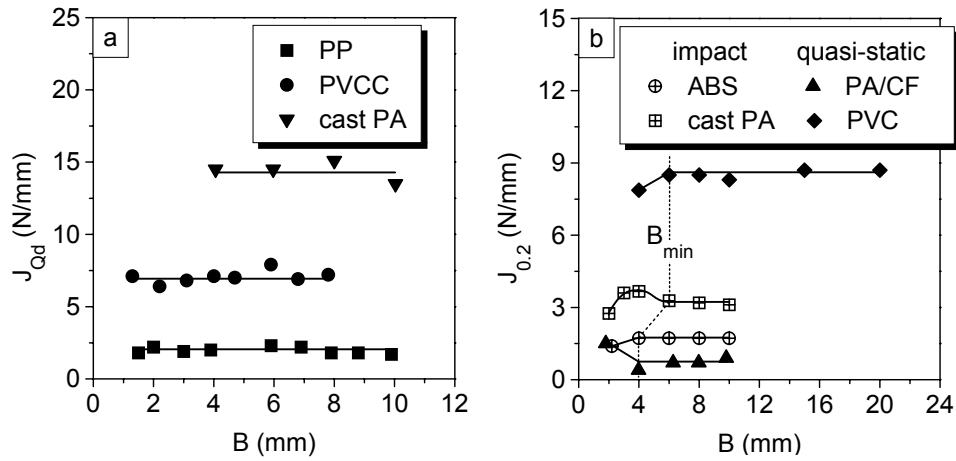 a
PP
PVCC
cast PA
25
20
15
10
5
0
J_Qd (N/mm)
0 2 4 6 8 10 12
B (mm)
b
impact quasi-static
ABS PA/CF
cast PA PVC
15
12
9
6
3
0
J_0.2 (N/mm)
B_min
0 4 8 12 16 20 24
B (mm)